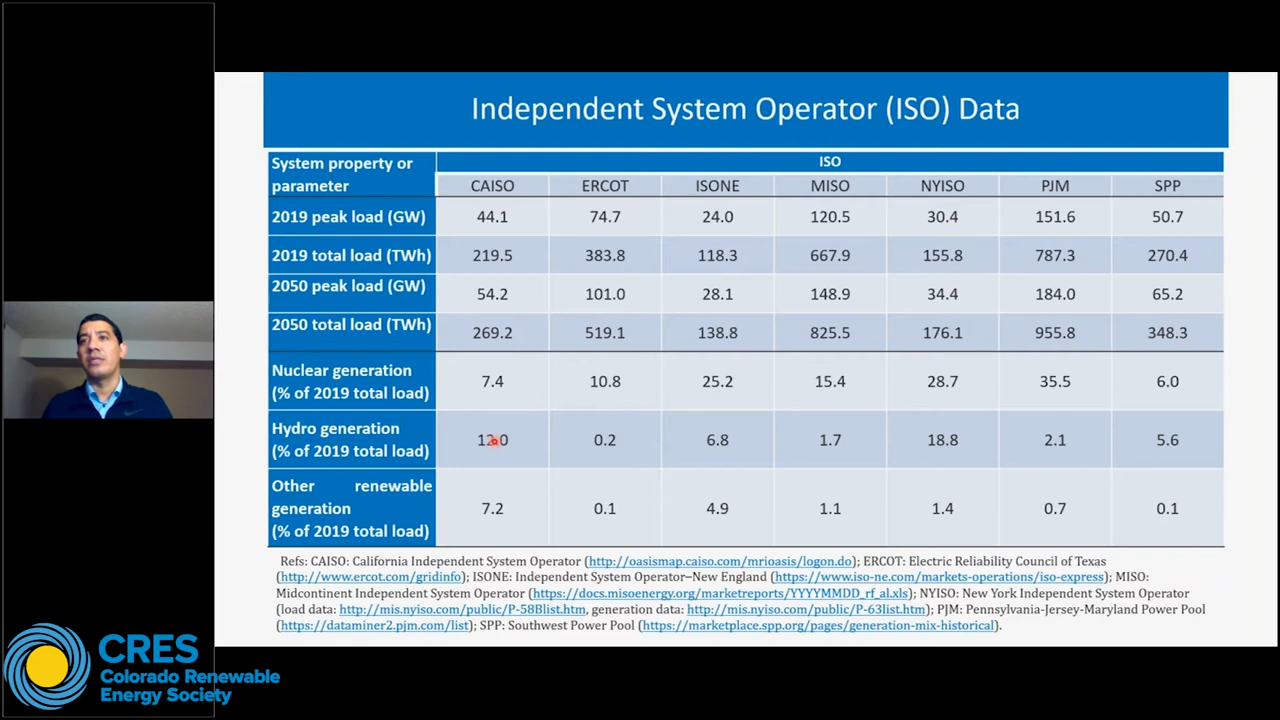 Independent System Operator (ISO) Data
System property or
parameter
ISO
CAISO ERCOT ISONE MISO NYISO PJM SPP
2019 peak load (GW) 44.1 74.7 24.0 120.5 30.4 151.6 50.7
2019 total load (TWh) 219.5 383.8 118.3 667.9 155.8 787.3 270.4
2050 peak load (GW) 54.2 101.0 28.1 148.9 34.4 184.0 65.2
2050 total load (TWh) 269.2 519.1 138.8 825.5 176.1 955.8 348.3
Nuclear generation
(% of 2019 total load) 7.4 10.8 25.2 15.4 28.7 35.5 6.0
Hydro generation
(% of 2019 total load) 12.0 0.2 6.8 1.7 18.8 2.1 5.6
Other renewable
generation
(% of 2019 total load) 7.2 0.1 4.9 1.1 1.4 0.7 0.1
Refs: CAISO: California Independent System Operator (http://oasismap.caiso.com/mrioasis/logon.do); ERCOT: Electric Reliability Council of Texas
(http://www.ercot.com/gridinfo); ISONE: Independent System Operator–New England (https://www.iso-ne.com/markets-operations/iso-express); MISO:
Midcontinent Independent System Operator (https://docs.misoenergy.org/marketreports/YYYYMMDD_rf_al.xls); NYISO: New York Independent System Operator
(load data: http://mis.nyiso.com/public/P-58Blist.htm, generation data: http://mis.nyiso.com/public/P-63list.htm); PJM: Pennsylvania-Jersey-Maryland Power Pool
(https://dataminer2.pjm.com/list); SPP: Southwest Power Pool (https://marketplace.spp.org/pages/generation-mix-historical).
CRES
Colorado Renewable
Energy Society